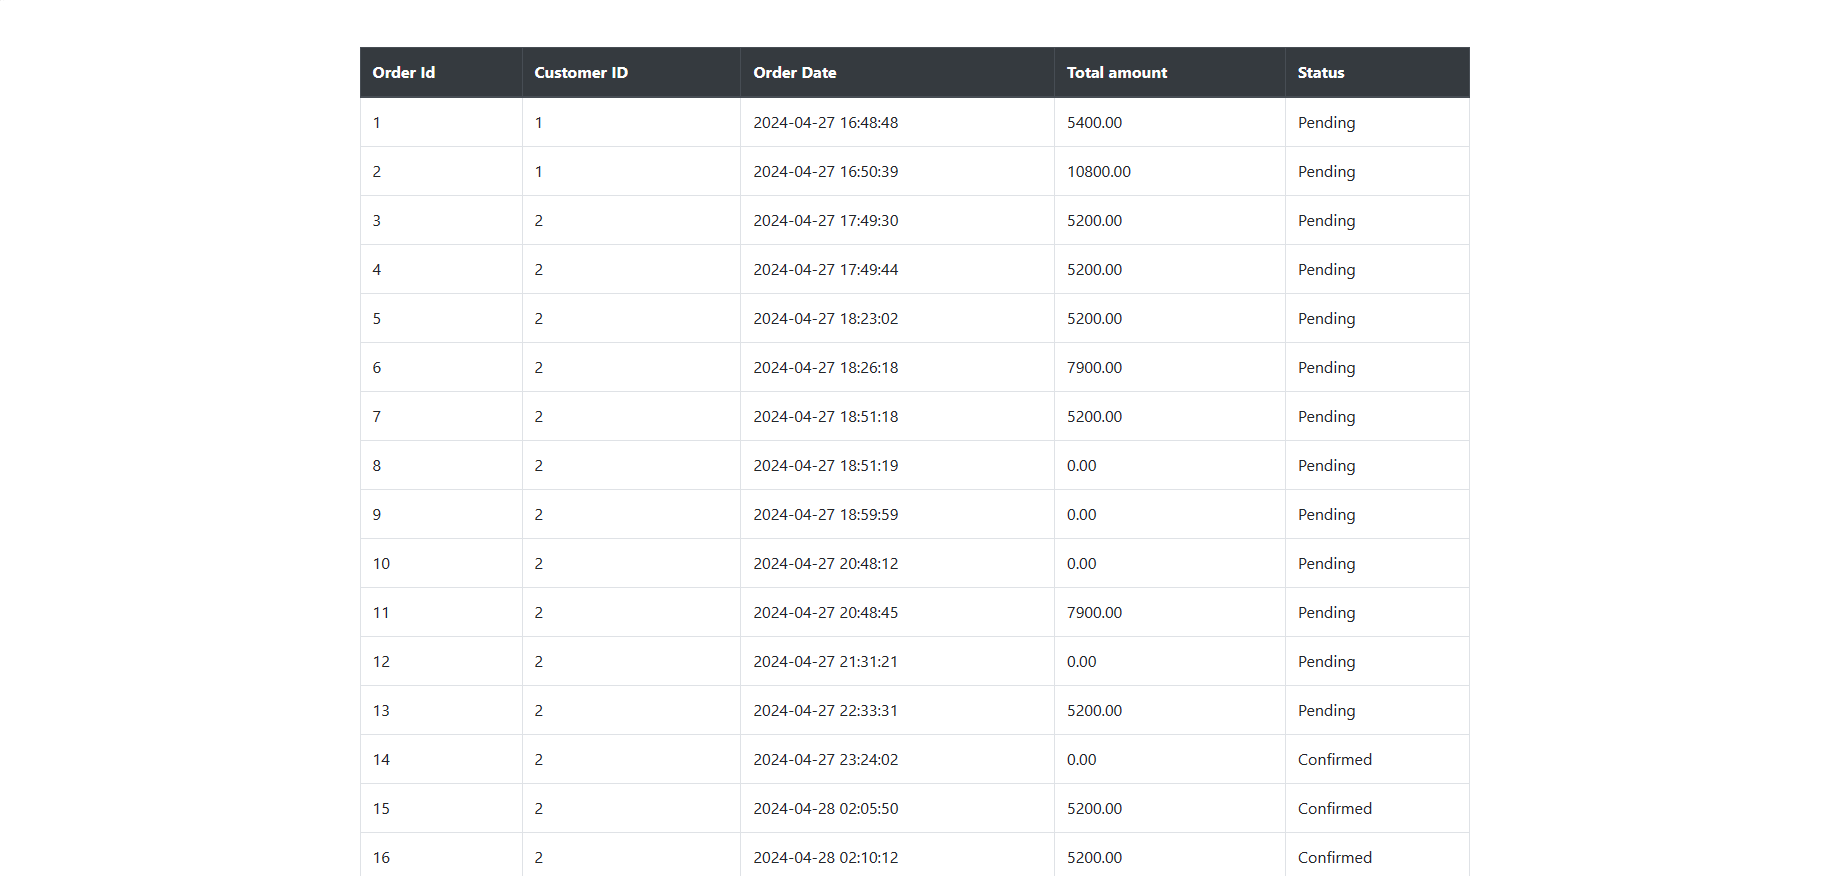 Order Id Customer ID Order Date Total amount Status
1 1 2024-04-27 16:48:48 5400.00 Pending
2 1 2024-04-27 16:50:39 10800.00 Pending
3 2 2024-04-27 17:49:30 5200.00 Pending
4 2 2024-04-27 17:49:44 5200.00 Pending
5 2 2024-04-27 18:23:02 5200.00 Pending
6 2 2024-04-27 18:26:18 7900.00 Pending
7 2 2024-04-27 18:51:18 5200.00 Pending
8 2 2024-04-27 18:51:19 0.00 Pending
9 2 2024-04-27 18:59:59 0.00 Pending
10 2 2024-04-27 20:48:12 0.00 Pending
11 2 2024-04-27 20:48:45 7900.00 Pending
12 2 2024-04-27 21:31:21 0.00 Pending
13 2 2024-04-27 22:33:31 5200.00 Pending
14 2 2024-04-27 23:24:02 0.00 Confirmed
15 2 2024-04-28 02:05:50 5200.00 Confirmed
16 2 2024-04-28 02:10:12 5200.00 Confirmed